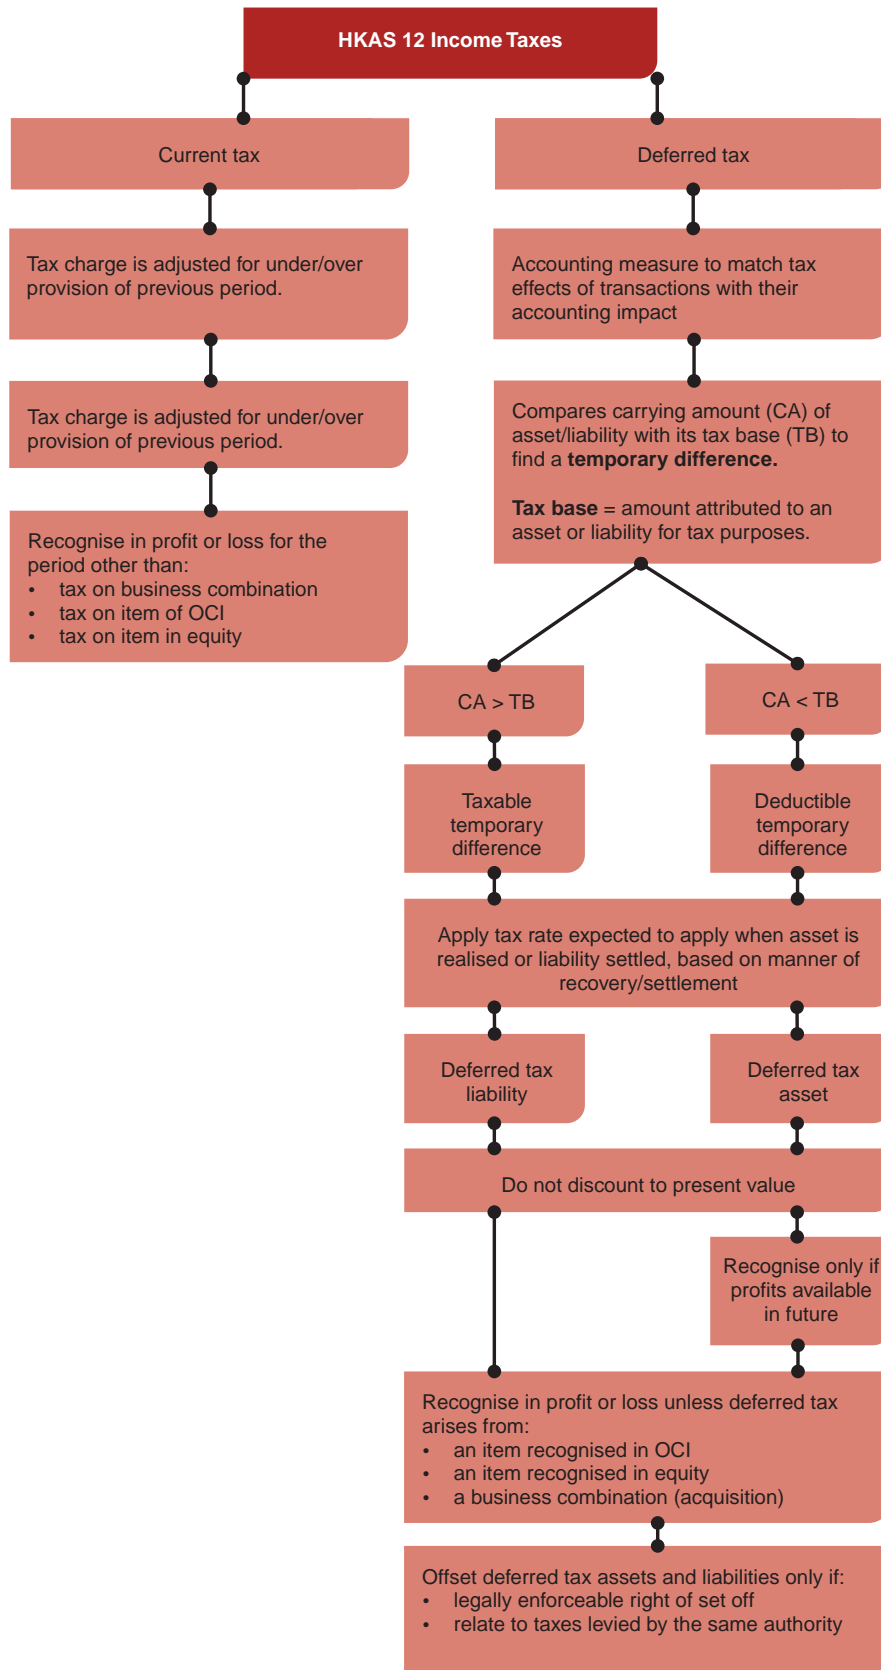 HKAS 12 Income Taxes
Current tax
Tax charge is adjusted for under/over
provision of previous period.
Tax charge is adjusted for under/over
provision of previous period.
Recognise in profit or loss for the
period other than:
• tax on business combination
• tax on item of OCI
• tax on item in equity
Deferred tax
Accounting measure to match tax
effects of transactions with their
accounting impact
Compares carrying amount (CA) of
asset/liability with its tax base (TB) to
find a temporary difference.
Tax base = amount attributed to an
asset or liability for tax purposes.
CA > TB
CA < TB
Taxable
temporary
difference
Deductible
temporary
difference
Apply tax rate expected to apply when asset is
realised or liability settled, based on manner of
recovery/settlement
Deferred tax
liability
Deferred tax
asset
Do not discount to present value
Recognise only if
profits available
in future
Recognise in profit or loss unless deferred tax
arises from:
• an item recognised in OCI
• an item recognised in equity
• a business combination (acquisition)
Offset deferred tax assets and liabilities only if:
• legally enforceable right of set off
• relate to taxes levied by the same authority